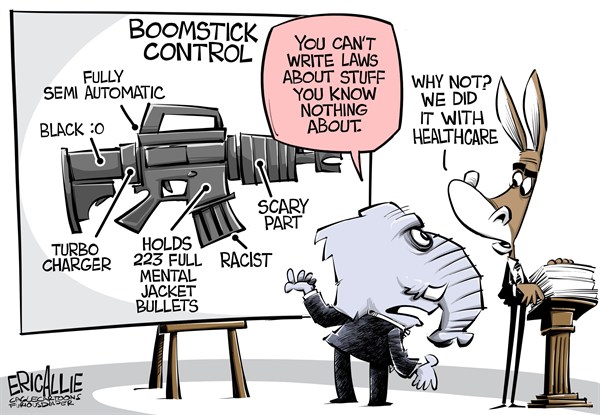 BOOMSTICK
CONTROL
FULLY
SEMI AUTOMATIC
BLACK :O
TURBO
CHARGER
HOLDS
223 FULL
MENTAL
JACKET
BULLETS
RACIST
SCARY
PART
YOU CAN'T
WRITE LAWS
ABOUT STUFF
YOU KNOW
NOTHING
ABOUT.
WHY NOT?
WE DID
IT WITH
HEALTHCARE
ERICALLIE
CAGLECARTOONS